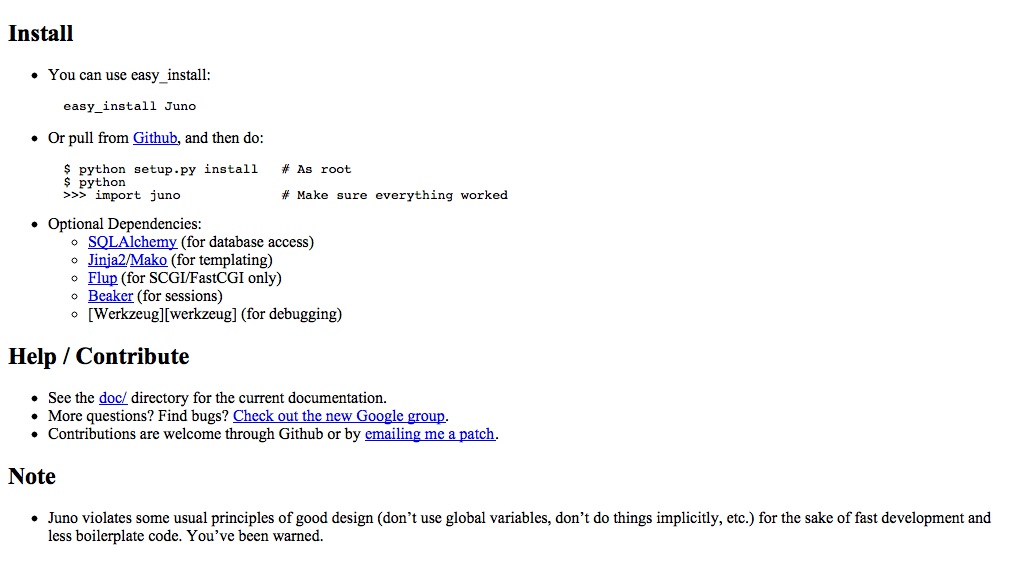 Install
• You can use easy_install:
easy_install Juno
• Or pull from Github, and then do:
$ python setup.py install   # As root
$ python
>>> import juno             # Make sure everything worked
• Optional Dependencies:
◦ SQLAlchemy (for database access)
◦ Jinja2/Mako (for templating)
◦ Flup (for SCGI/FastCGI only)
◦ Beaker (for sessions)
◦ [Werkzeug][werkzeug] (for debugging)
Help / Contribute
• See the doc/ directory for the current documentation.
• More questions? Find bugs? Check out the new Google group.
• Contributions are welcome through Github or by emailing me a patch.
Note
• Juno violates some usual principles of good design (don’t use global variables, don’t do things implicitly, etc.) for the sake of fast development and
less boilerplate code. You’ve been warned.